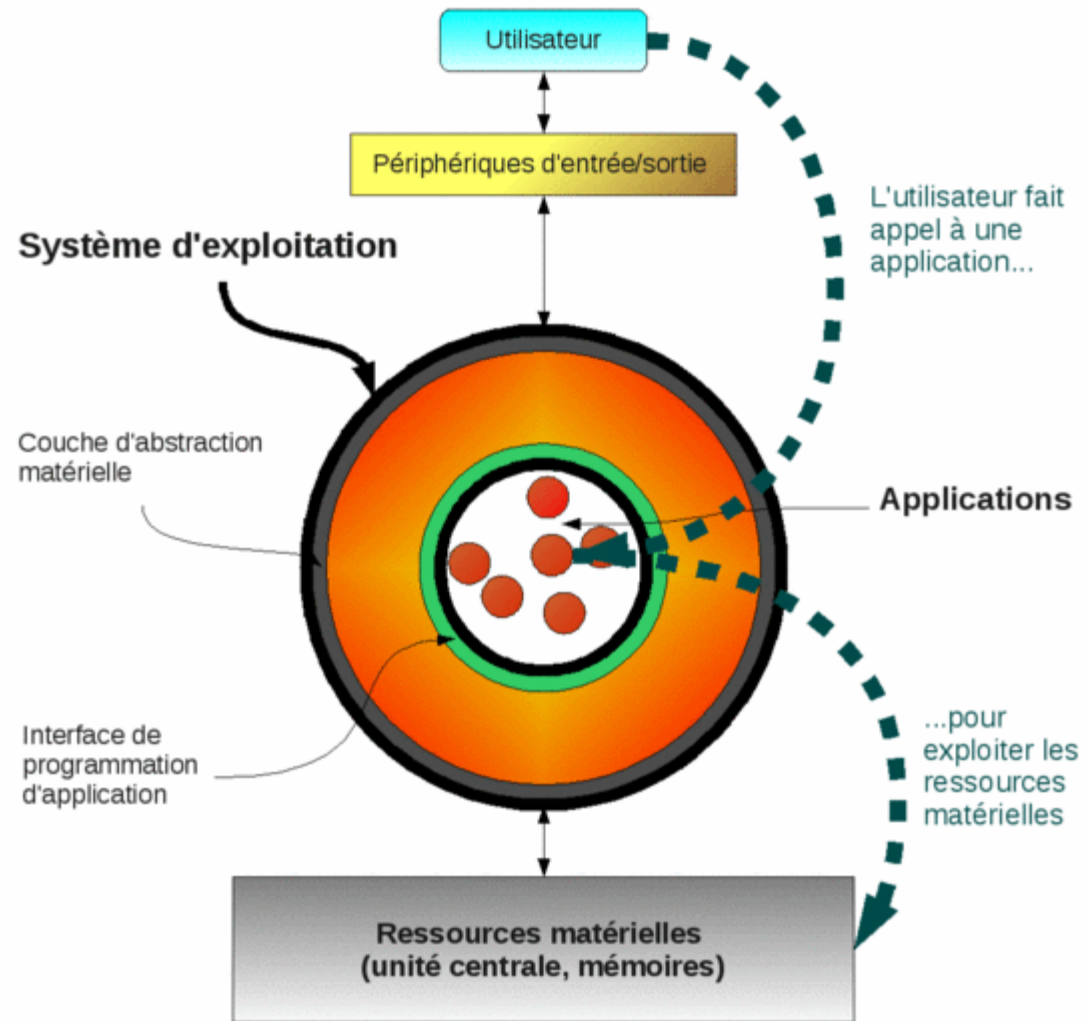 Utilisateur
Périphériques d'entrée/sortie
L'utilisateur fait
appel à une
application...
Système d'exploitation
Couche d'abstraction
matérielle
Applications
Interface de
programmation
d'application
...pour
exploiter les
ressources
matérielles
Ressources matérielles
(unité centrale, mémoires)